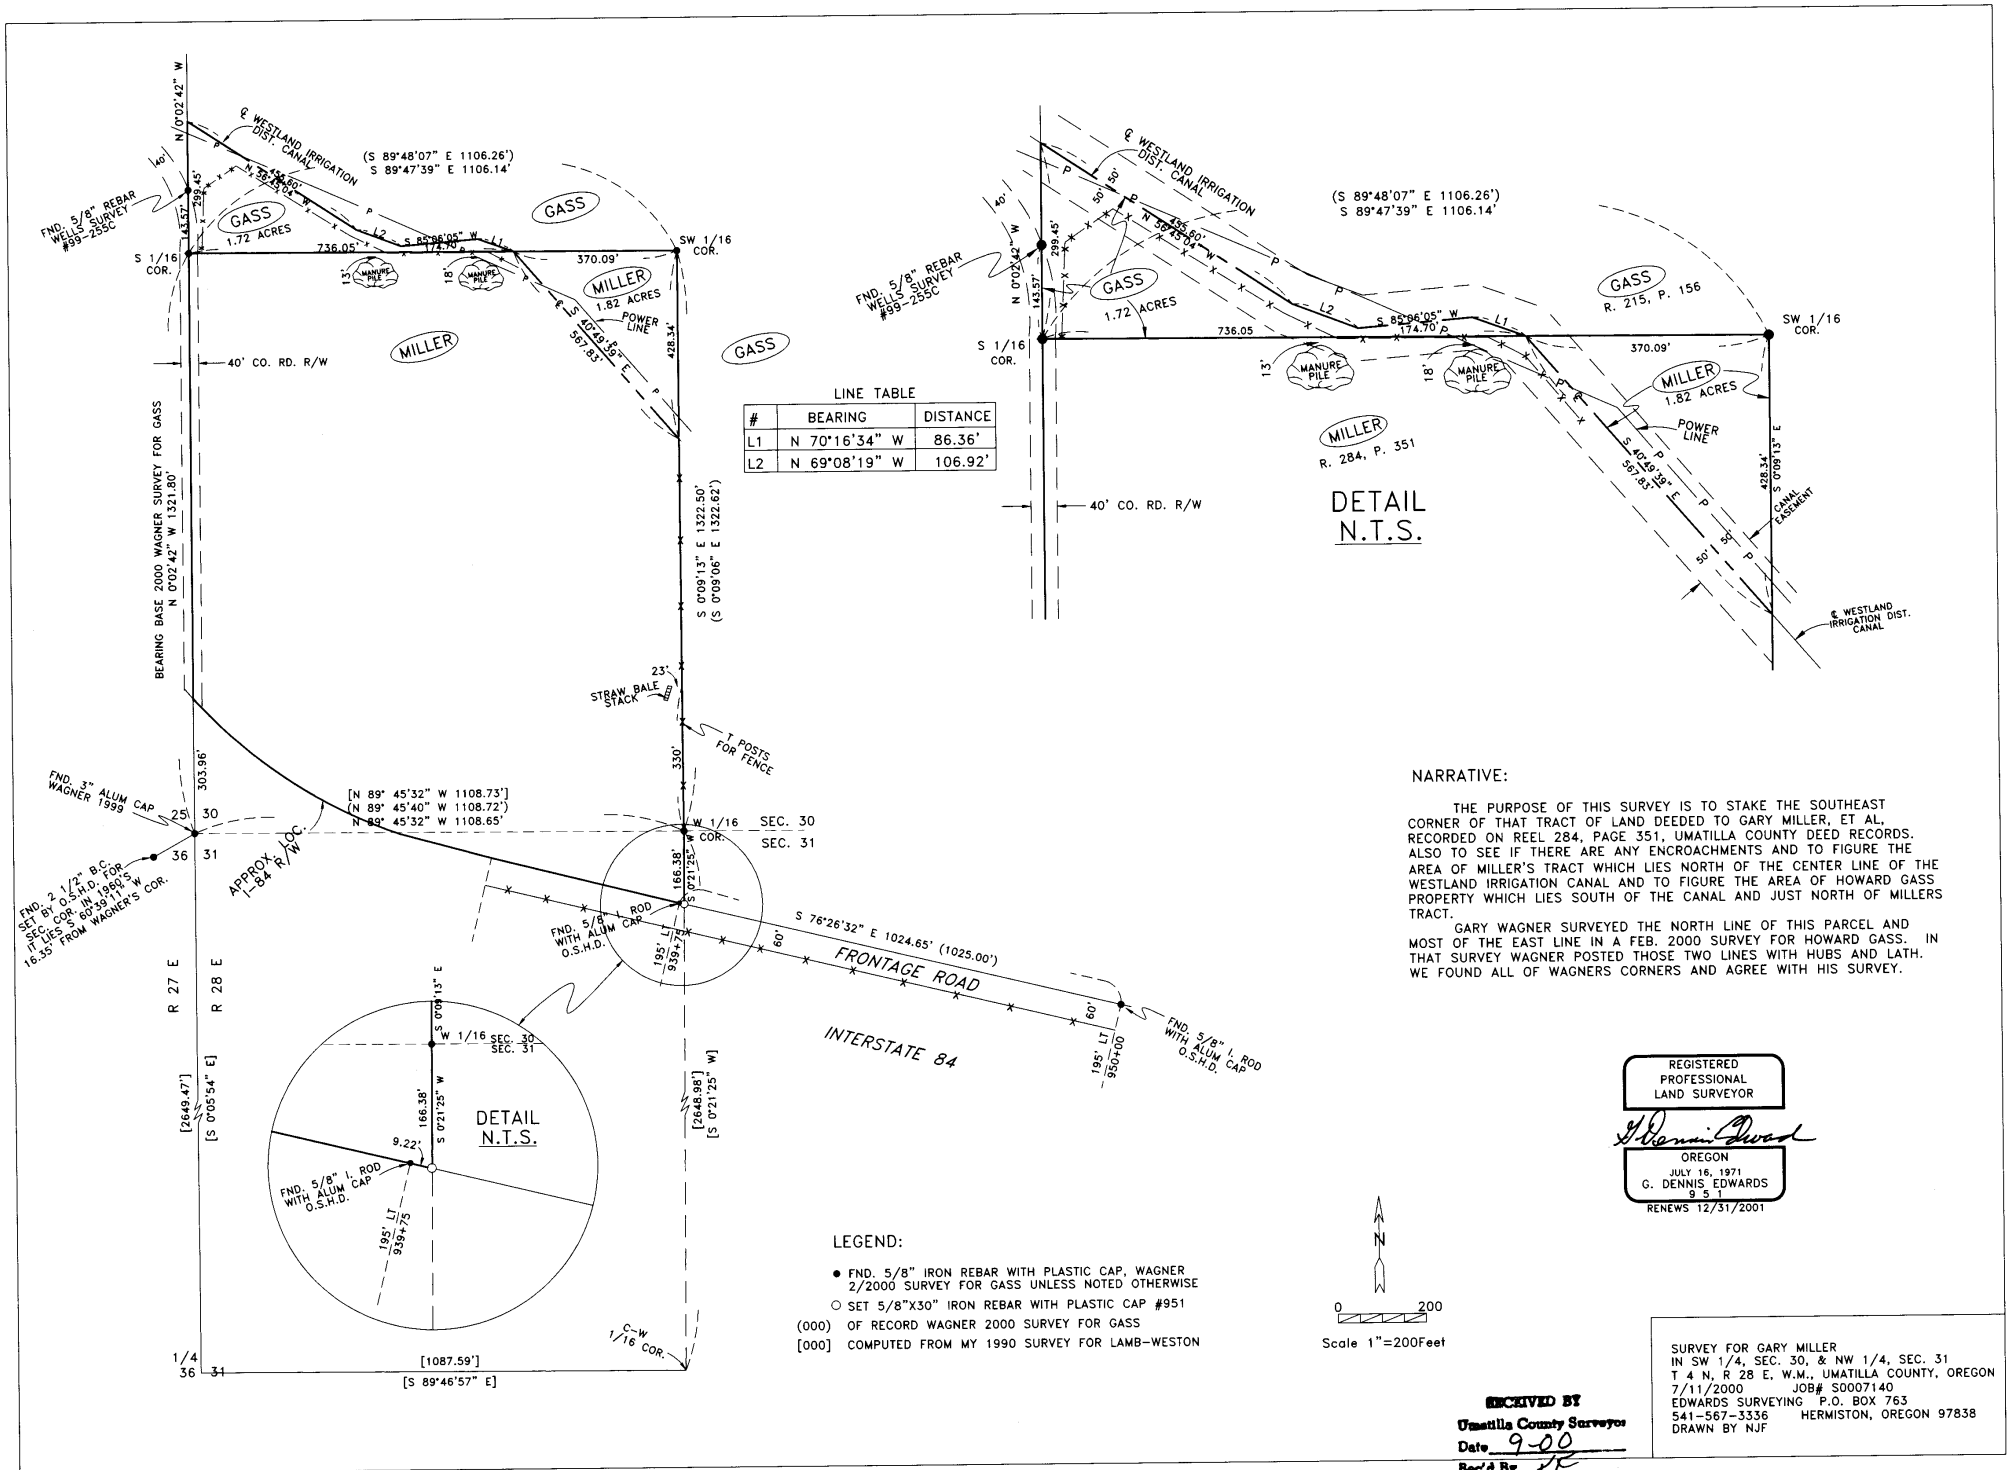 N 0°02'42" W
℄ WESTLAND IRRIGATION
DIST. CANAL
(S 89°48'07" E 1106.26')
S 89°47'39" E 1106.14'
40'
FND. 5/8" REBAR
WELLS SURVEY
#99-255C
299.45'
143.57'
455.60'
N 56°45'04" W
P
P
GASS
1.72 ACRES
GASS
L2
S 85°06'05" W
174.70'
L1
736.05'
370.09'
S 1/16
COR.
SW 1/16
COR.
13'
MANURE
PILE
18'
MANURE
PILE
MILLER
1.82 ACRES
POWER
LINE
S 40°49'39" E
567.83'
428.34'
MILLER
GASS
40' CO. RD. R/W
BEARING BASE 2000 WAGNER SURVEY FOR GASS
N 0°02'42" W 1321.80'
S 0°09'13" E 1322.50'
(S 0°09'06" E 1322.62')
LINE TABLE
# BEARING DISTANCE
L1 N 70°16'34" W 86.36'
L2 N 69°08'19" W 106.92'
23'
STRAW BALE
STACK
T POSTS
FOR FENCE
330'
303.96'
FND. 3" ALUM CAP
WAGNER 1999
25 30
36 31
[N 89° 45'32" W 1108.73']
(N 89° 45'40" W 1108.72')
N 89° 45'32" W 1108.65'
W 1/16
COR.
SEC. 30
SEC. 31
APPROX. LOC.
I-84 R/W
FND. 2 1/2" B.C.
SET BY O.S.H.D. FOR
SEC. COR. IN 1960'S
IT LIES S 60°39'11" W
16.35' FROM WAGNER'S COR.
166.38'
S 0°21'25" W
FND. 5/8" I. ROD
WITH ALUM CAP
O.S.H.D.
195' LT
939+75
60'
S 76°26'32" E 1024.65' (1025.00')
FRONTAGE ROAD
INTERSTATE 84
60'
195' LT
950+00
FND. 5/8" I. ROD
WITH ALUM CAP
O.S.H.D.
R 27 E
R 28 E
[2649.47']
[S 0°05'54" E]
[2648.98']
[S 0°21'25" W]
S 0°09'13" E
W 1/16
SEC. 30
SEC. 31
166.38'
S 0°21'25" W
DETAIL
N.T.S.
9.22'
FND. 5/8" I. ROD
WITH ALUM CAP
O.S.H.D.
195' LT
939+75
C-W
1/16 COR.
1/4
36 31
[1087.59']
[S 89°46'57" E]
℄ WESTLAND IRRIGATION
DIST. CANAL
50'
50'
(S 89°48'07" E 1106.26')
S 89°47'39" E 1106.14'
40'
N 0°02'42" W
299.45'
143.57'
FND. 5/8" REBAR
WELLS SURVEY
#99-255C
455.60'
N 56°45'04" W
GASS
1.72 ACRES
GASS
R. 215, P. 156
L2
S 85°06'05" W
174.70'
L1
736.05
370.09'
S 1/16
COR.
SW 1/16
COR.
13'
MANURE
PILE
18'
MANURE
PILE
MILLER
1.82 ACRES
POWER
LINE
MILLER
R. 284, P. 351
S 40°49'39" E
567.83'
428.34'
S 0°09'13" E
CANAL
EASEMENT
40' CO. RD. R/W
DETAIL
N.T.S.
50'
50'
℄ WESTLAND
IRRIGATION DIST.
CANAL
NARRATIVE:
THE PURPOSE OF THIS SURVEY IS TO STAKE THE SOUTHEAST
CORNER OF THAT TRACT OF LAND DEEDED TO GARY MILLER, ET AL,
RECORDED ON REEL 284, PAGE 351, UMATILLA COUNTY DEED RECORDS.
ALSO TO SEE IF THERE ARE ANY ENCROACHMENTS AND TO FIGURE THE
AREA OF MILLER'S TRACT WHICH LIES NORTH OF THE CENTER LINE OF THE
WESTLAND IRRIGATION CANAL AND TO FIGURE THE AREA OF HOWARD GASS
PROPERTY WHICH LIES SOUTH OF THE CANAL AND JUST NORTH OF MILLERS
TRACT.
GARY WAGNER SURVEYED THE NORTH LINE OF THIS PARCEL AND
MOST OF THE EAST LINE IN A FEB. 2000 SURVEY FOR HOWARD GASS. IN
THAT SURVEY WAGNER POSTED THOSE TWO LINES WITH HUBS AND LATH.
WE FOUND ALL OF WAGNERS CORNERS AND AGREE WITH HIS SURVEY.
REGISTERED
PROFESSIONAL
LAND SURVEYOR
G Dennis Edwards
OREGON
JULY 16, 1971
G. DENNIS EDWARDS
9 5 1
RENEWS 12/31/2001
LEGEND:
● FND. 5/8" IRON REBAR WITH PLASTIC CAP, WAGNER
2/2000 SURVEY FOR GASS UNLESS NOTED OTHERWISE
○ SET 5/8"X30" IRON REBAR WITH PLASTIC CAP #951
(000) OF RECORD WAGNER 2000 SURVEY FOR GASS
[000] COMPUTED FROM MY 1990 SURVEY FOR LAMB-WESTON
N
0 200
Scale 1"=200Feet
RECEIVED BY
Umatilla County Surveyor
Date 9-00
Rec'd By
SURVEY FOR GARY MILLER
IN SW 1/4, SEC. 30, & NW 1/4, SEC. 31
T 4 N, R 28 E, W.M., UMATILLA COUNTY, OREGON
7/11/2000 JOB# S0007140
EDWARDS SURVEYING P.O. BOX 763
541-567-3336 HERMISTON, OREGON 97838
DRAWN BY NJF